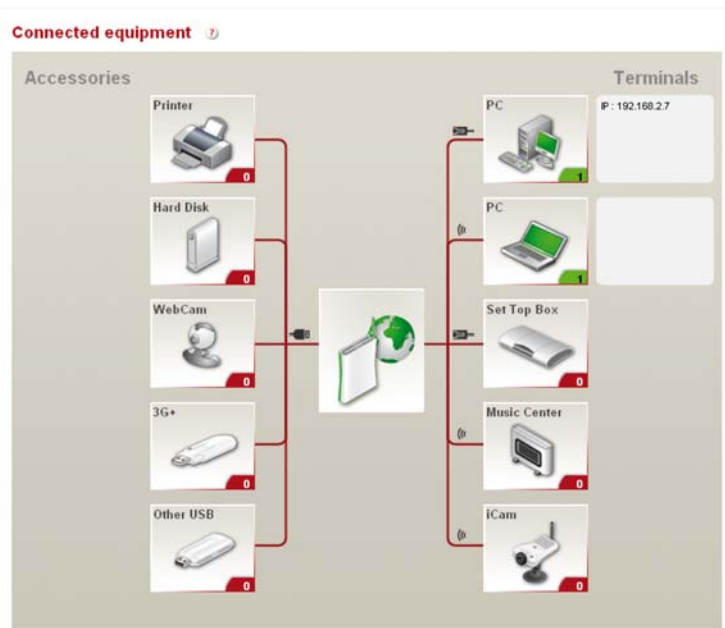 Connected equipment ?
Accessories
Terminals
Printer
0
PC
1
IP : 192.168.2.7
Hard Disk
0
PC
1
WebCam
0
Set Top Box
0
3G+
0
Music Center
0
Other USB
0
iCam
0